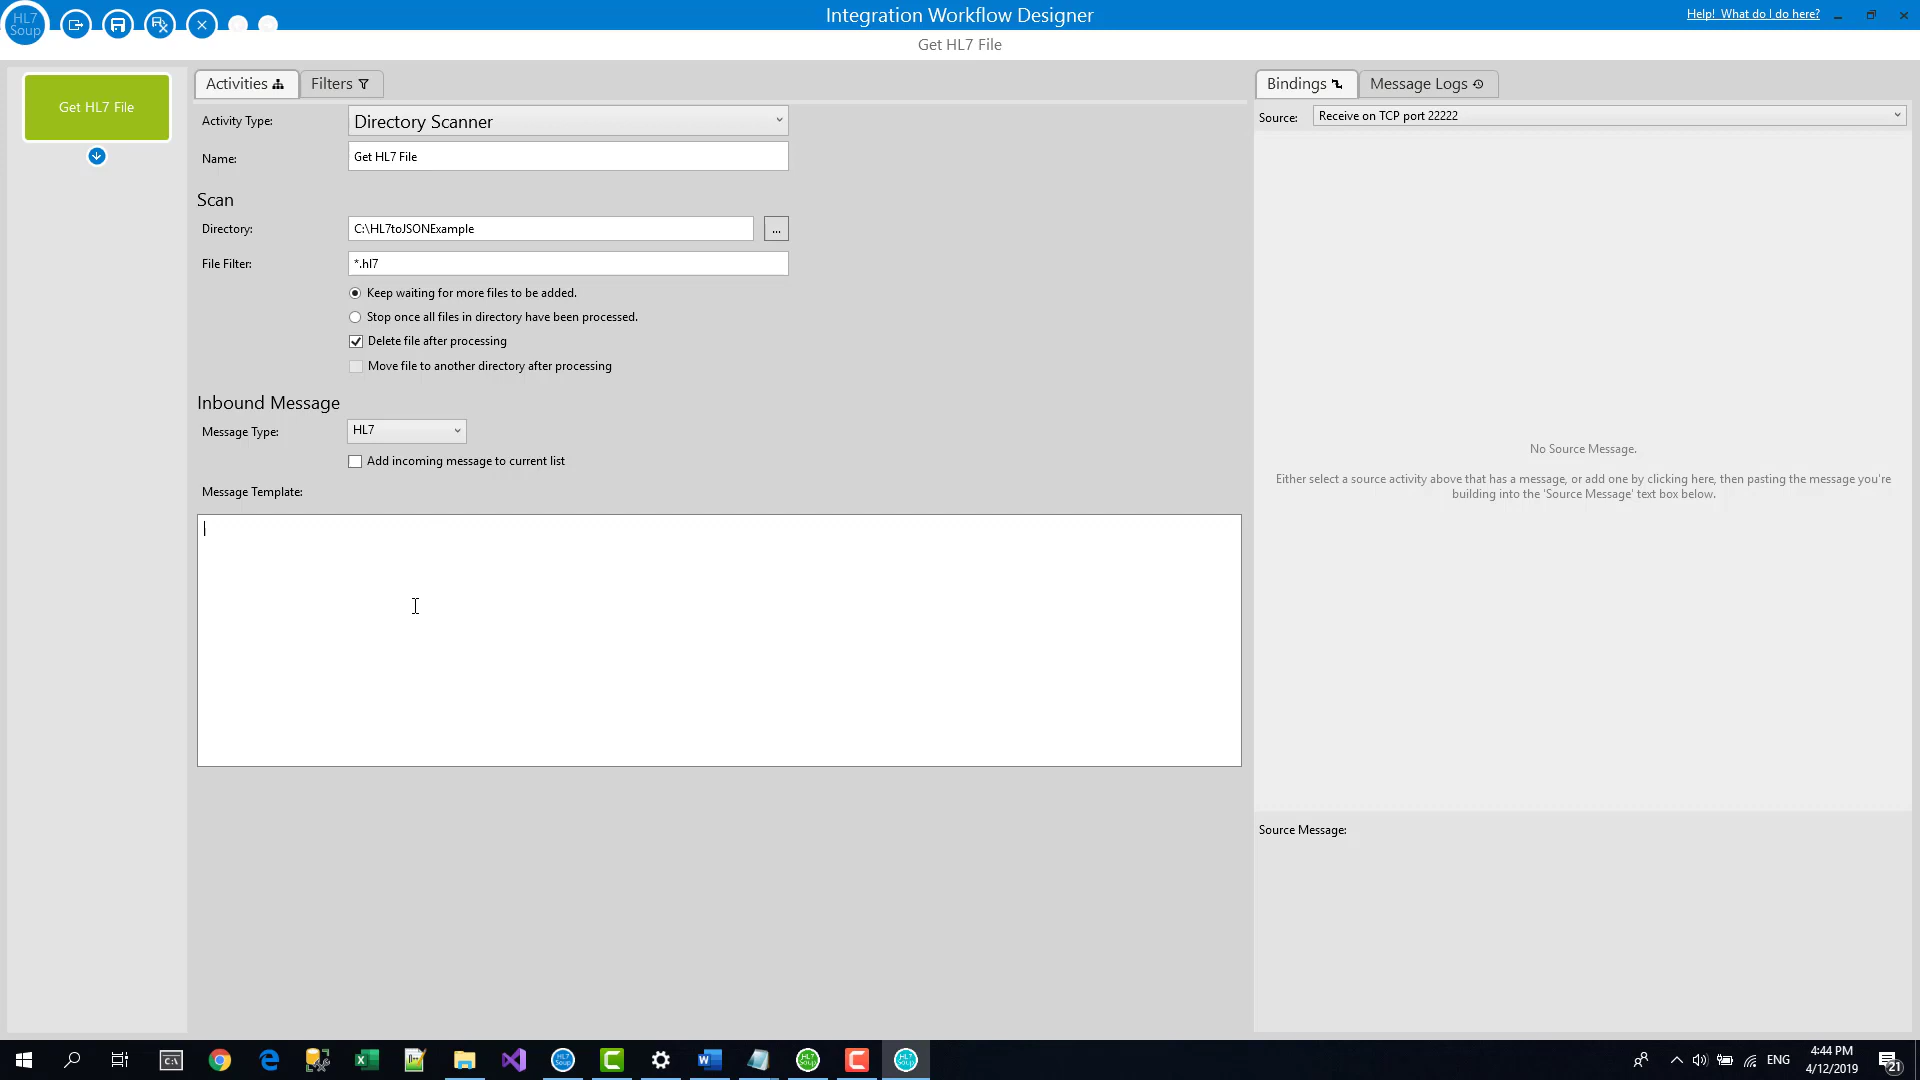 HL7
Soup
Integration Workflow Designer
Help! What do I do here?
Get HL7 File
Get HL7 File
Activities
Filters
Activity Type:
Directory Scanner
Name:
Get HL7 File
Scan
Directory:
C:\HL7toJSONExample
...
File Filter:
*.hl7
Keep waiting for more files to be added.
Stop once all files in directory have been processed.
Delete file after processing
Move file to another directory after processing
Inbound Message
Message Type:
HL7
Add incoming message to current list
Message Template:
Bindings
Message Logs
Source:
Receive on TCP port 22222
No Source Message.
Either select a source activity above that has a message, or add one by clicking here, then pasting the message you're
building into the 'Source Message' text box below.
Source Message:
C:\
HL7
Soup
HL7
Soup
HL7
Soup
ENG
4:44 PM
4/12/2019
21